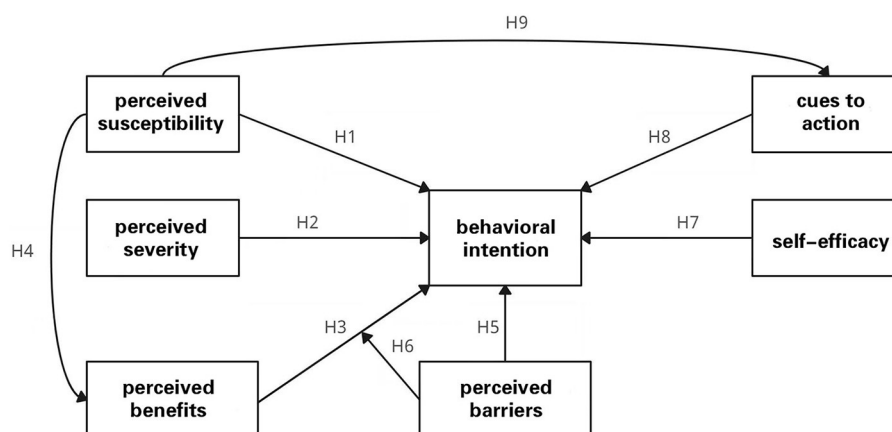 H9
perceived
susceptibility
cues to
action
H1
H8
perceived
severity
H2
behavioral
intention
H7
self-efficacy
H4
H3
H6
H5
perceived
benefits
perceived
barriers